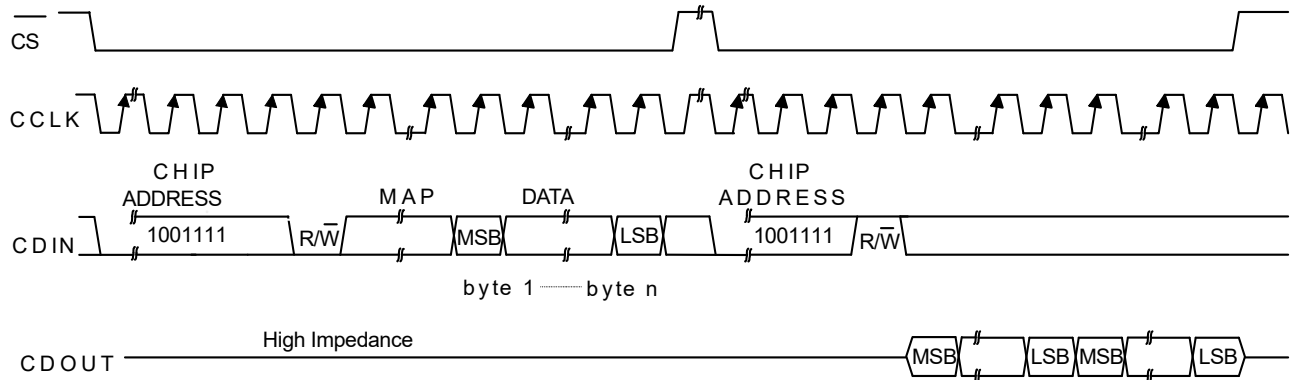 CS
CCLK
CHIP
ADDRESS
MAP
DATA
CHIP
ADDRESS
CDIN
1001111
R/W
MSB
LSB
1001111
R/W
byte 1
byte n
High Impedance
CDOUT
MSB
LSB
MSB
LSB